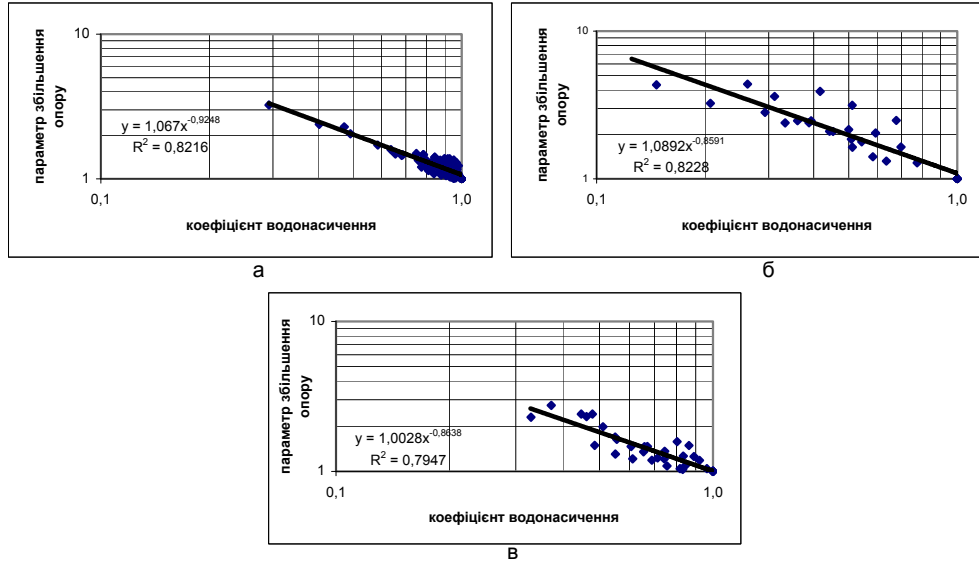 10
параметр збільшення
опору
y = 1,067x-0,9248
R2 = 0,8216
1
0,1
1,0
коефіцієнт водонасичення
а
10
параметр збільшення
опору
y = 1,0892x-0,8591
R2 = 0,8228
1
0,1
1,0
коефіцієнт водонасичення
б
10
параметр збільшення
опору
y = 1,0028x-0,8638
R2 = 0,7947
1
0,1
1,0
коефіцієнт водонасичення
в